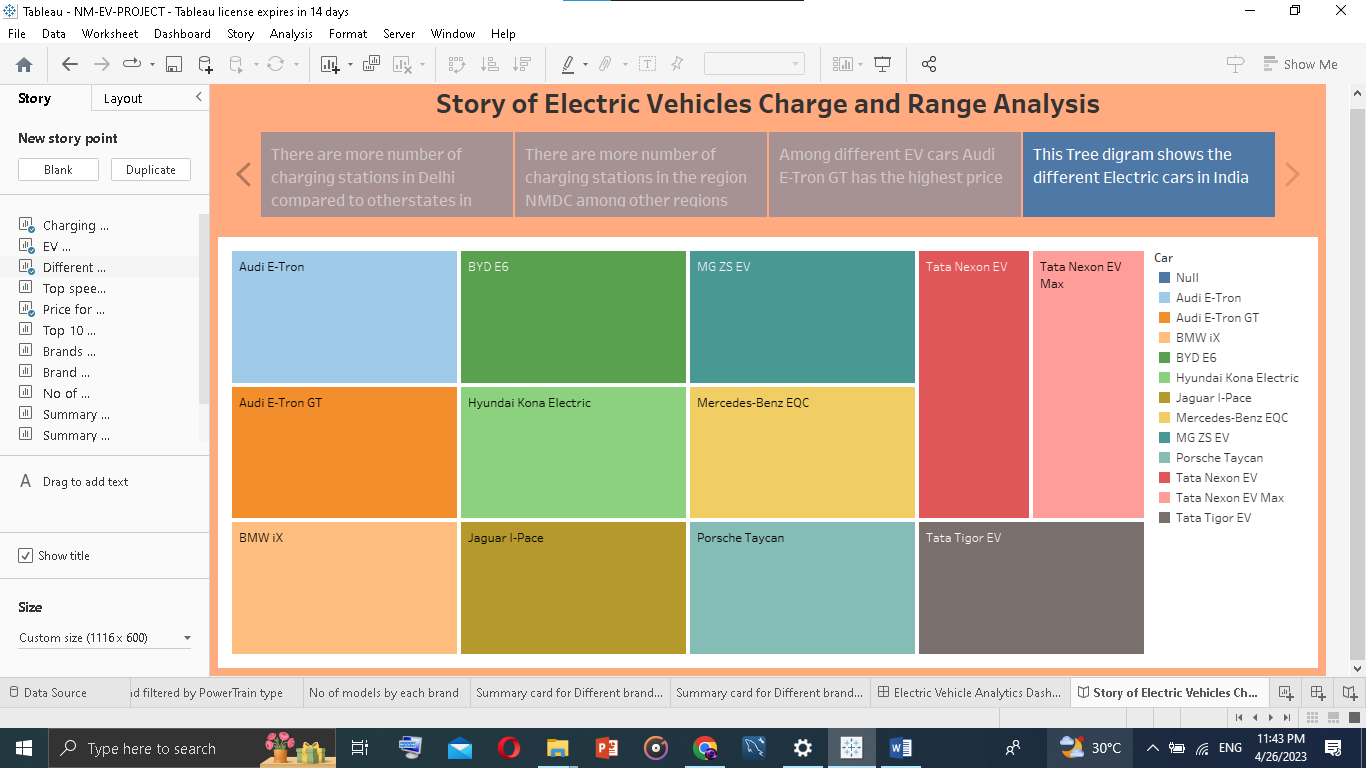 Tableau - NM-EV-PROJECT - Tableau license expires in 14 days
File Data Worksheet Dashboard Story Analysis Format Server Window Help
Show Me
Story Layout
New story point
Blank Duplicate
Charging ...
EV ...
Different ...
Top spee...
Price for ...
Top 10 ...
Brands ...
Brand ...
No of ...
Summary ...
Summary ...
A Drag to add text
Show title
Size
Custom size (1116 x 600)
Story of Electric Vehicles Charge and Range Analysis
There are more number of
charging stations in Delhi
compared to otherstates in
There are more number of
charging stations in the region
NMDC among other regions
Among different EV cars Audi
E-Tron GT has the highest price
This Tree digram shows the
different Electric cars in India
Audi E-Tron
BYD E6
MG ZS EV
Tata Nexon EV
Tata Nexon EV
Max
Audi E-Tron GT
Hyundai Kona Electric
Mercedes-Benz EQC
BMW iX
Jaguar I-Pace
Porsche Taycan
Tata Tigor EV
Car
Null
Audi E-Tron
Audi E-Tron GT
BMW iX
BYD E6
Hyundai Kona Electric
Jaguar I-Pace
Mercedes-Benz EQC
MG ZS EV
Porsche Taycan
Tata Nexon EV
Tata Nexon EV Max
Tata Tigor EV
Data Source
filtered by PowerTrain type
No of models by each brand
Summary card for Different brand...
Summary card for Different brand...
Electric Vehicle Analytics Dash...
Story of Electric Vehicles Ch...
Type here to search
30°C
ENG
11:43 PM
4/26/2023